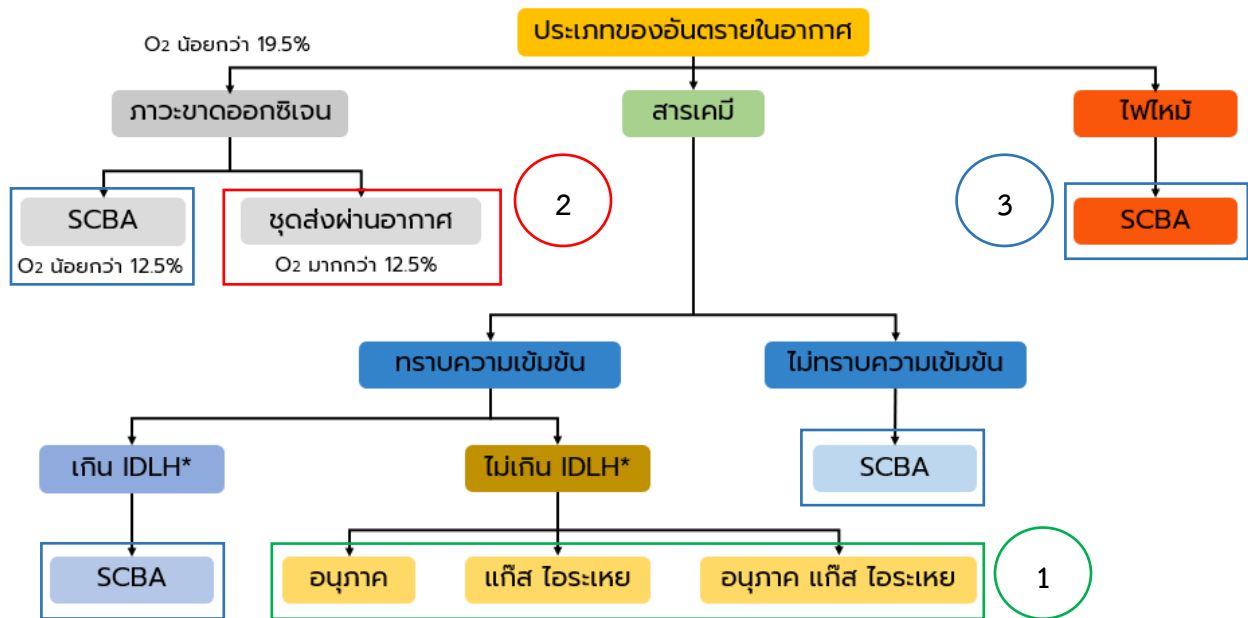 ประเภทของอันตรายในอากาศ
O2 น้อยกว่า 19.5%
ภาวะขาดออกซิเจน
สารเคมี
ไฟไหม้
SCBA
ชุดส่งผ่านอากาศ
2
3
SCBA
O2 น้อยกว่า 12.5%
O2 มากกว่า 12.5%
ทราบความเข้มข้น
ไม่ทราบความเข้มข้น
เกิน IDLH*
ไม่เกิน IDLH*
SCBA
SCBA
อนุภาค
แก๊ส ไอระเหย
อนุภาค แก๊ส ไอระเหย
1